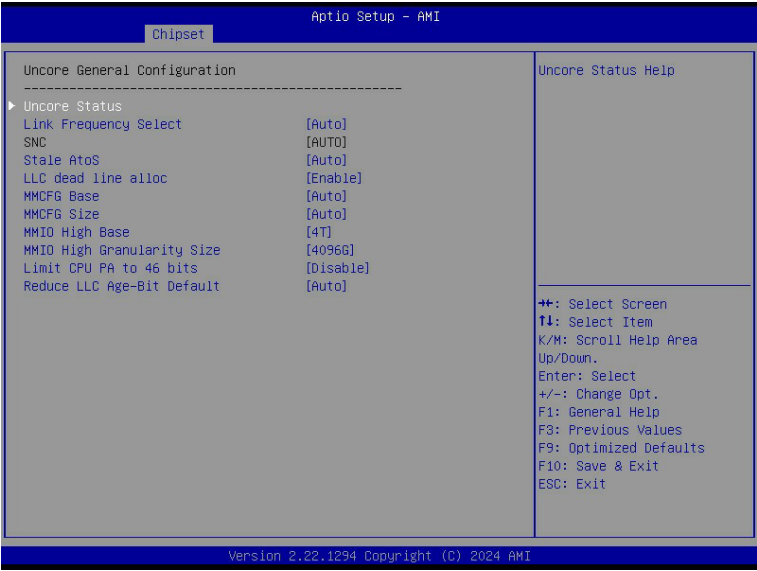 Aptio Setup - AMI
Chipset
Uncore General Configuration
--------------------------------------------------
Uncore Status
Link Frequency Select [Auto]
SNC [AUTO]
Stale AtoS [Auto]
LLC dead line alloc [Enable]
MMCFG Base [Auto]
MMCFG Size [Auto]
MMIO High Base [4T]
MMIO High Granularity Size [4096G]
Limit CPU PA to 46 bits [Disable]
Reduce LLC Age-Bit Default [Auto]
Uncore Status Help
→←: Select Screen
↑↓: Select Item
K/M: Scroll Help Area
Up/Down.
Enter: Select
+/-: Change Opt.
F1: General Help
F3: Previous Values
F9: Optimized Defaults
F10: Save & Exit
ESC: Exit
Version 2.22.1294 Copyright (C) 2024 AMI